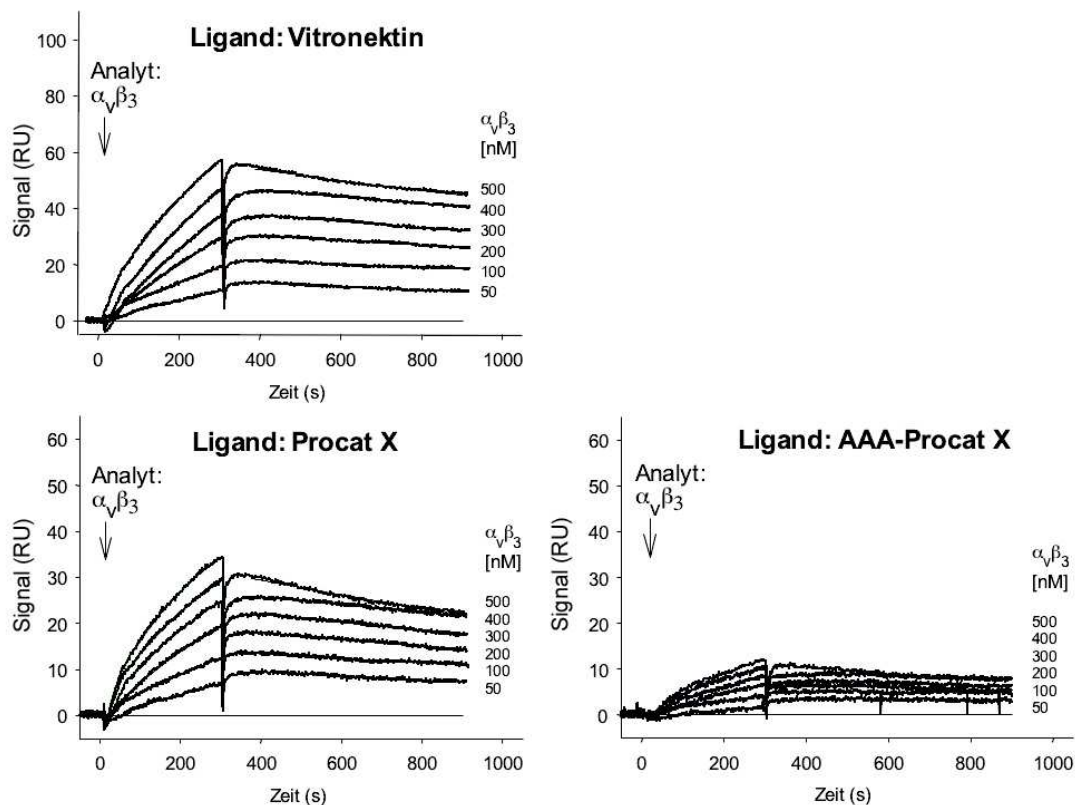 Ligand: Vitronektin
Analyt:
αvβ3
Signal (RU)
100
80
60
40
20
0
αvβ3
[nM]
500
400
300
200
100
50
0 200 400 600 800 1000
Zeit (s)
Ligand: Procat X
Analyt:
αvβ3
Signal (RU)
60
50
40
30
20
10
0
αvβ3
[nM]
500
400
300
200
100
50
0 200 400 600 800 1000
Zeit (s)
Ligand: AAA-Procat X
Analyt:
αvβ3
Signal (RU)
60
50
40
30
20
10
0
αvβ3
[nM]
500
400
300
200
100
50
0 200 400 600 800 1000
Zeit (s)